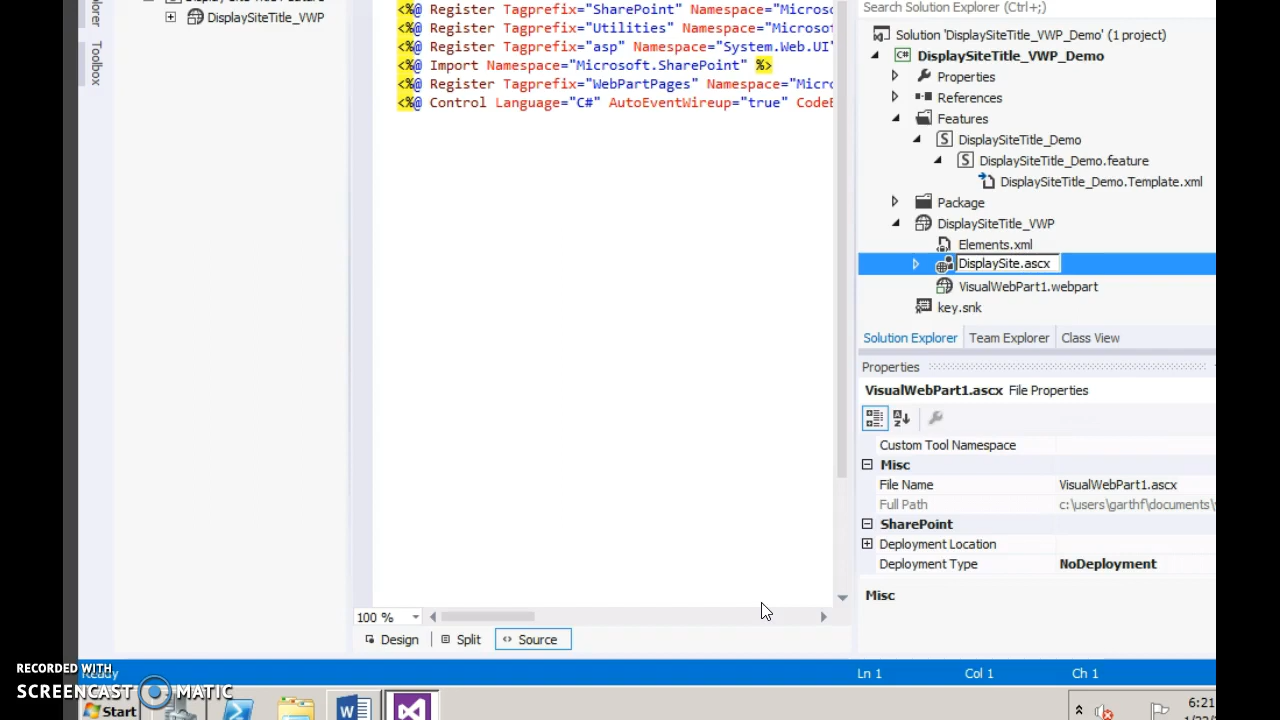 DisplaySiteTitle_VWP
Toolbox
<%@ Register Tagprefix="SharePoint" Namespace="Micros
<%@ Register Tagprefix="Utilities" Namespace="Microsof
<%@ Register Tagprefix="asp" Namespace="System.Web.UI"
<%@ Import Namespace="Microsoft.SharePoint" %>
<%@ Register Tagprefix="WebPartPages" Namespace="Micr
<%@ Control Language="C#" AutoEventWireup="true" CodeB
100 %
Design
Split
Source
Search Solution Explorer (Ctrl+;)
Solution 'DisplaySiteTitle_VWP_Demo' (1 project)
DisplaySiteTitle_VWP_Demo
Properties
References
Features
DisplaySiteTitle_Demo
DisplaySiteTitle_Demo.feature
DisplaySiteTitle_Demo.Template.xml
Package
DisplaySiteTitle_VWP
Elements.xml
DisplaySite.ascx
VisualWebPart1.webpart
key.snk
Solution Explorer Team Explorer Class View
Properties
VisualWebPart1.ascx File Properties
Custom Tool Namespace
Misc
File Name VisualWebPart1.ascx
Full Path c:\users\garthf\documents\
SharePoint
Deployment Location
Deployment Type NoDeployment
Misc
Ready Ln 1 Col 1 Ch 1
RECORDED WITH
SCREENCAST MATIC
Start
6:21